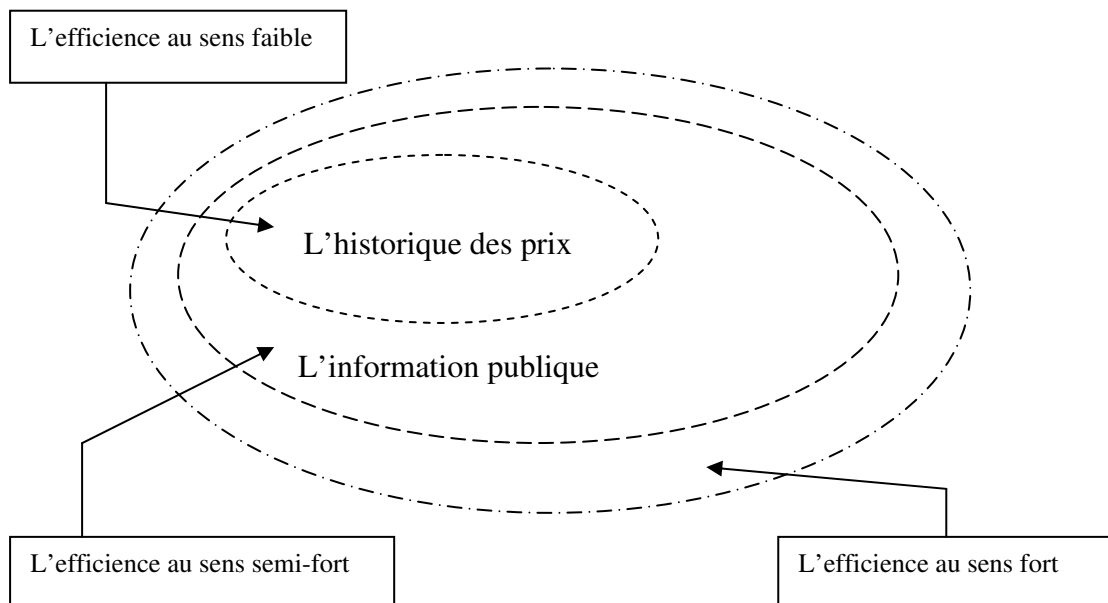 L’efficience au sens faible
L’historique des prix
L’information publique
L’efficience au sens semi-fort
L’efficience au sens fort